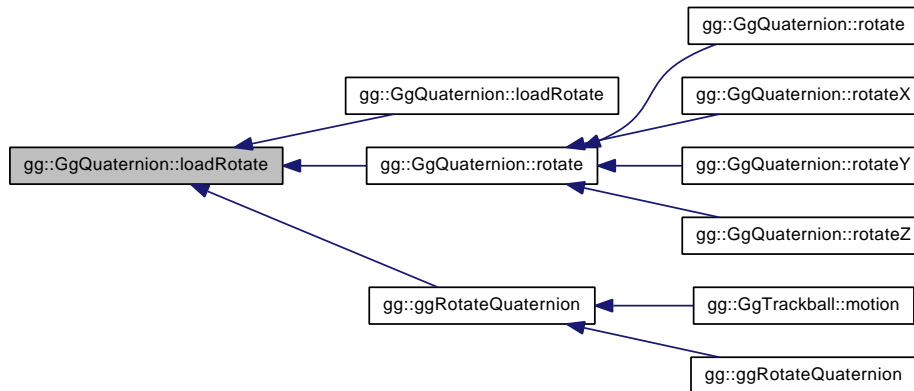 gg::GgQuaternion::rotate
gg::GgQuaternion::loadRotate
gg::GgQuaternion::rotateX
gg::GgQuaternion::loadRotate
gg::GgQuaternion::rotate
gg::GgQuaternion::rotateY
gg::GgQuaternion::rotateZ
gg::ggRotateQuaternion
gg::GgTrackball::motion
gg::ggRotateQuaternion